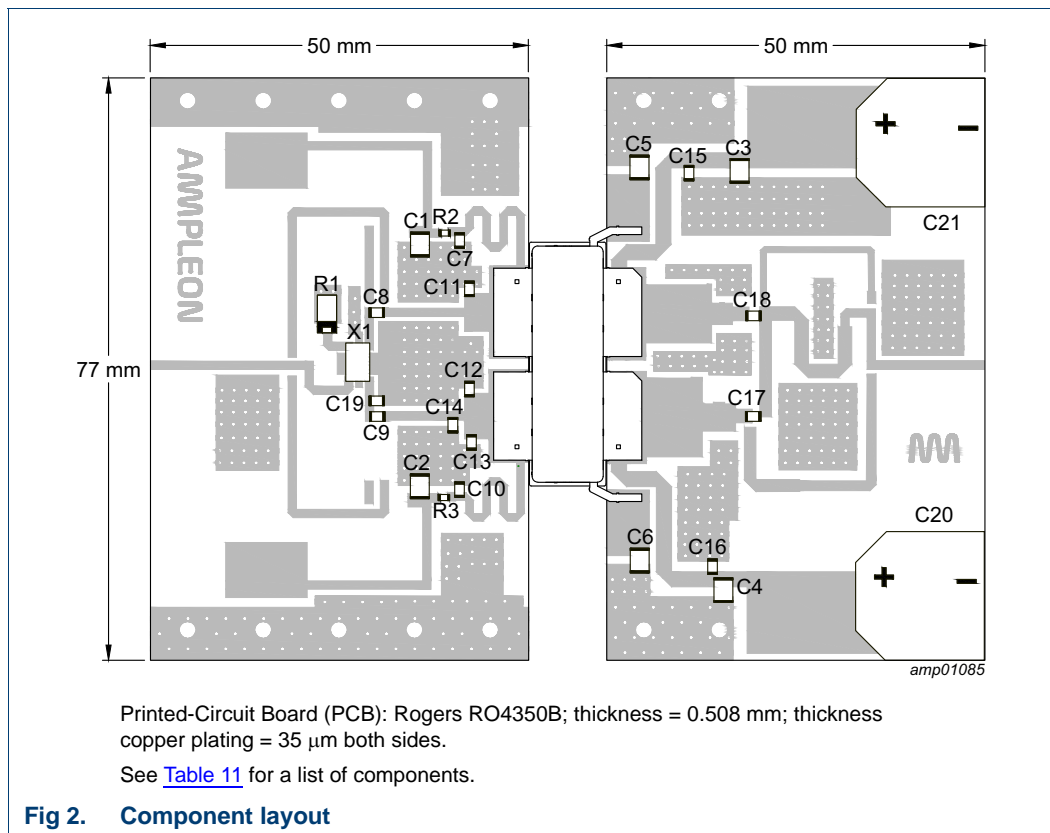 50 mm
50 mm
77 mm
AMPLEON
C1
R2
C7
C11
R1
C8
X1
C12
C19
C14
C9
C13
C2
C10
R3
C5
C15
C3
+ −
C21
C18
C17
C20
C6
C16
C4
+ −
amp01085
Printed-Circuit Board (PCB): Rogers RO4350B; thickness = 0.508 mm; thickness
copper plating = 35 μm both sides.
See Table 11 for a list of components.
Fig 2. Component layout